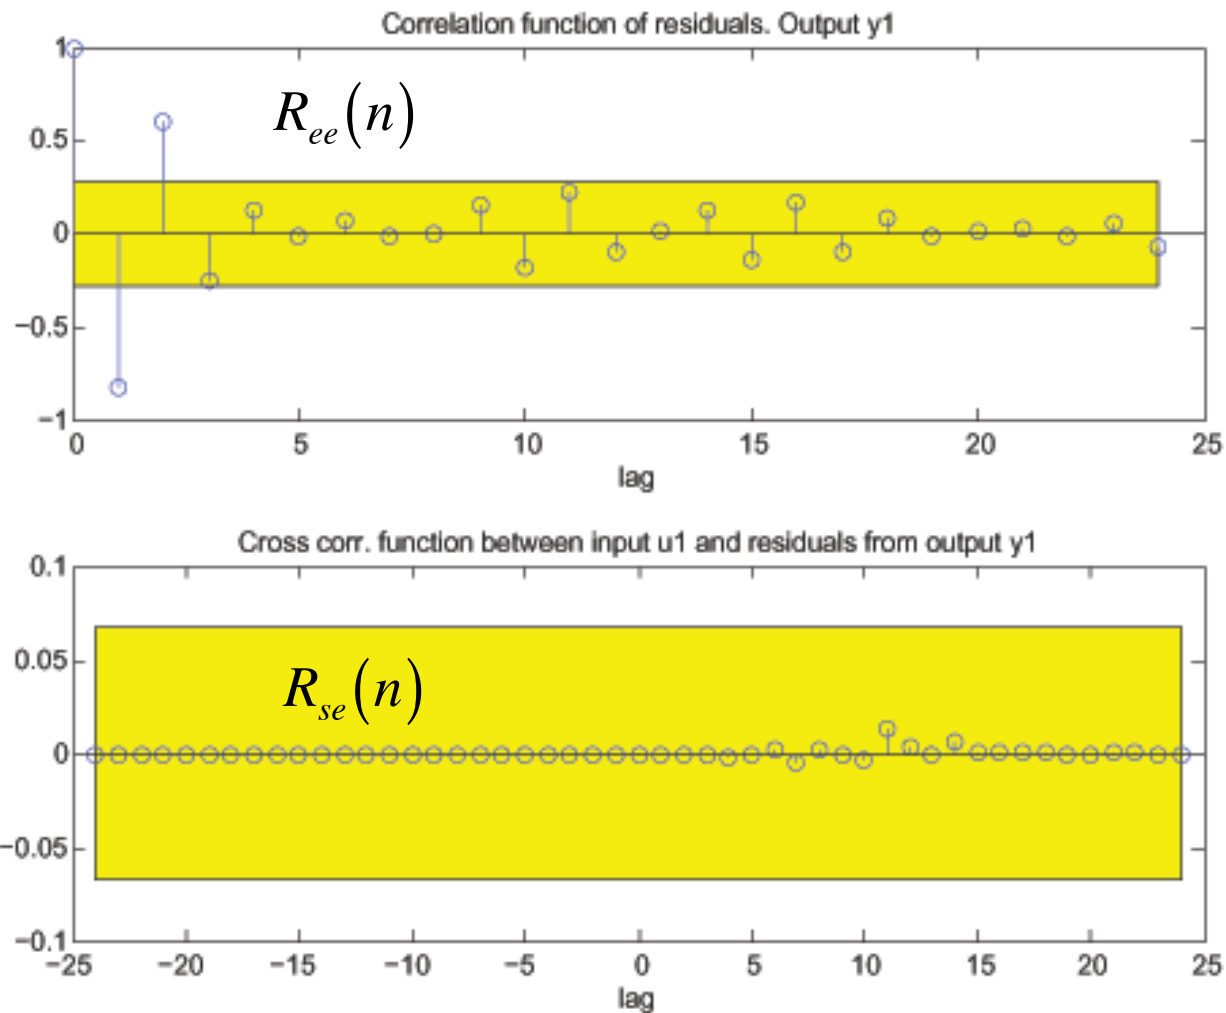 Correlation function of residuals. Output y1
1
0.5
0
−0.5
−1
R_ee(n)
0 5 10 15 20 25
lag
Cross corr. function between input u1 and residuals from output y1
0.1
0.05
0
−0.05
−0.1
R_se(n)
−25 −20 −15 −10 −5 0 5 10 15 20 25
lag